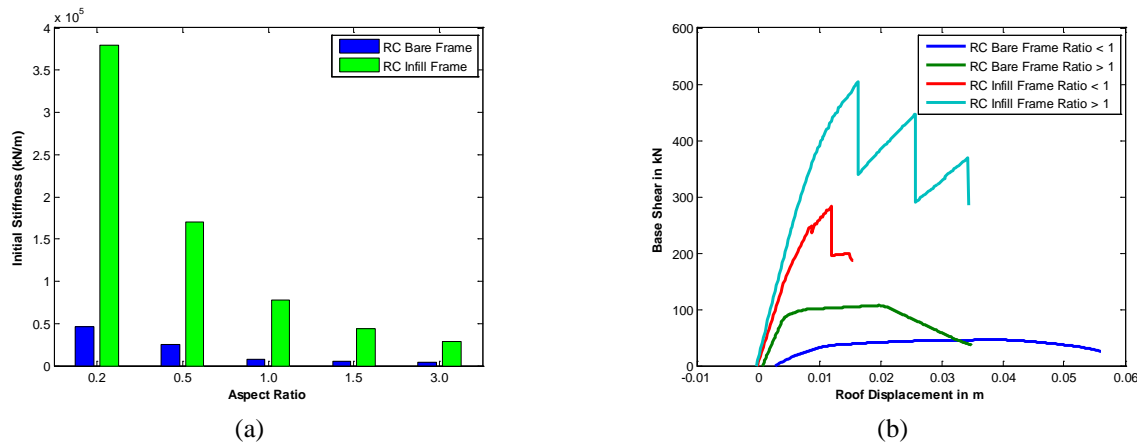 x 10^5
4
3.5
3
2.5
2
1.5
1
0.5
0
0.2
0.5
1.0
1.5
3.0
Initial Stiffness (kN/m)
Aspect Ratio
RC Bare Frame
RC Infill Frame
(a)
600
500
400
300
200
100
0
-0.01
0
0.01
0.02
0.03
0.04
0.05
0.06
Base Shear in kN
Roof Displacement in m
RC Bare Frame Ratio < 1
RC Bare Frame Ratio > 1
RC Infill Frame Ratio < 1
RC Infill Frame Ratio > 1
(b)